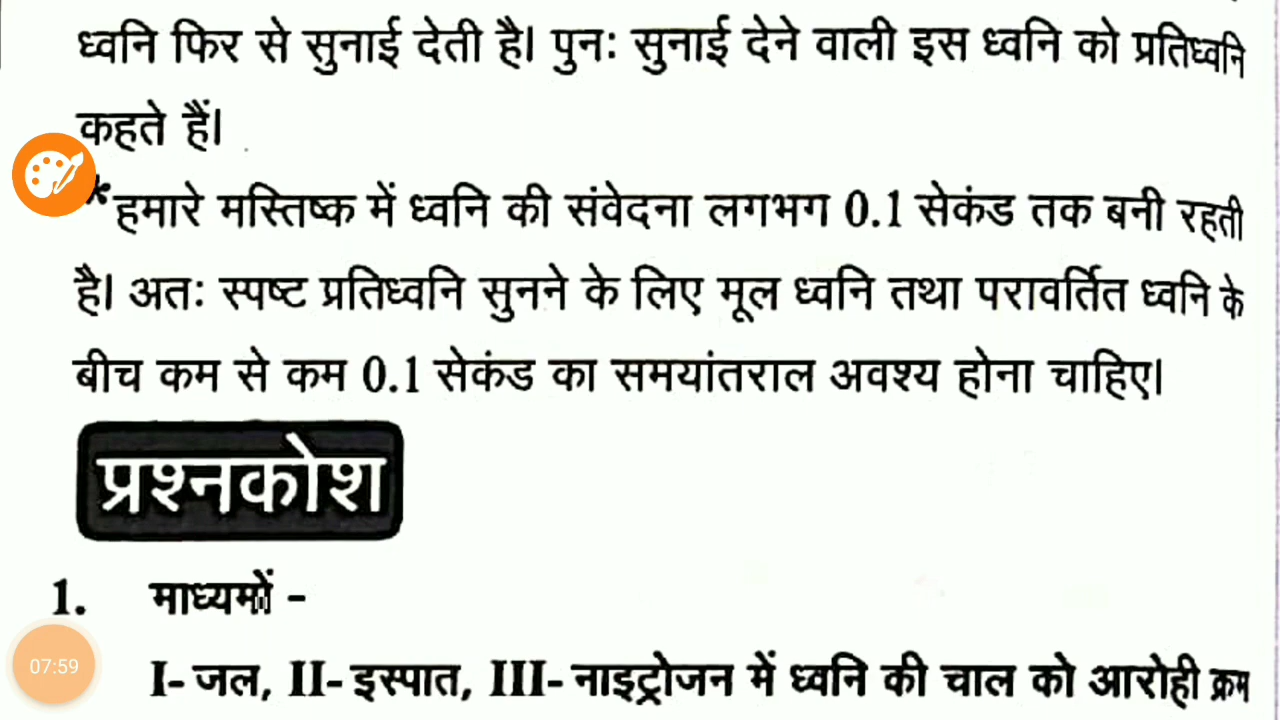 ध्वनि फिर से सुनाई देती है। पुनः सुनाई देने वाली इस ध्वनि को प्रतिध्वनि
कहते हैं।
*हमारे मस्तिष्क में ध्वनि की संवेदना लगभग 0.1 सेकंड तक बनी रहती
है। अतः स्पष्ट प्रतिध्वनि सुनने के लिए मूल ध्वनि तथा परावर्तित ध्वनि के
बीच कम से कम 0.1 सेकंड का समयांतराल अवश्य होना चाहिए।
प्रश्नकोश
1. माध्यमों -
07:59
I- जल, II- इस्पात, III- नाइट्रोजन में ध्वनि की चाल को आरोही क्रम